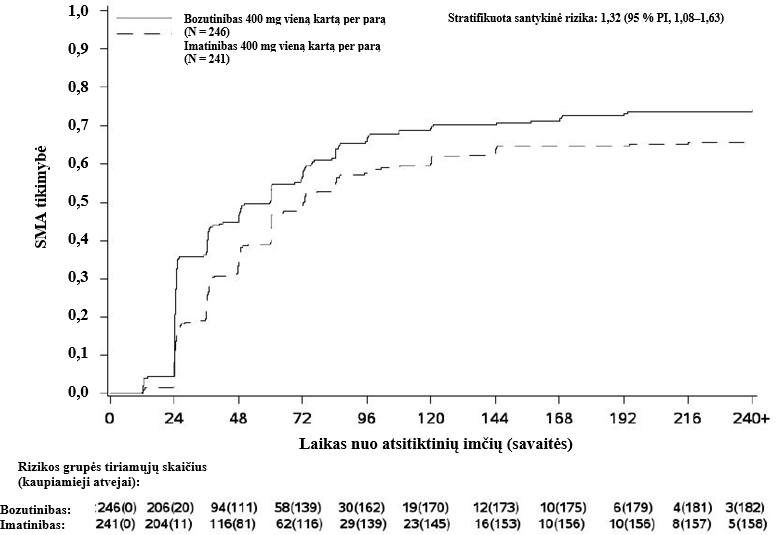 Bozutinibas 400 mg vieną kartą per parą
(N = 246)
Imatinibas 400 mg vieną kartą per parą
(N = 241)
Stratifikuota santykinė rizika: 1,32 (95 % PI, 1,08–1,63)
SMA tikimybė
1,0
0,9
0,8
0,7
0,6
0,5
0,4
0,3
0,2
0,1
0,0
0 24 48 72 96 120 144 168 192 216 240+
Laikas nuo atsitiktinių imčių (savaitės)
Rizikos grupės tiriamųjų skaičius
(kaupiamieji atvejai):
Bozutinibas: 246(0) 206(20) 94(111) 58(139) 30(162) 19(170) 12(173) 10(175) 6(179) 4(181) 3(182)
Imatinibas: 241(0) 204(11) 116(81) 62(116) 29(139) 23(145) 16(153) 10(156) 10(156) 8(157) 5(158)